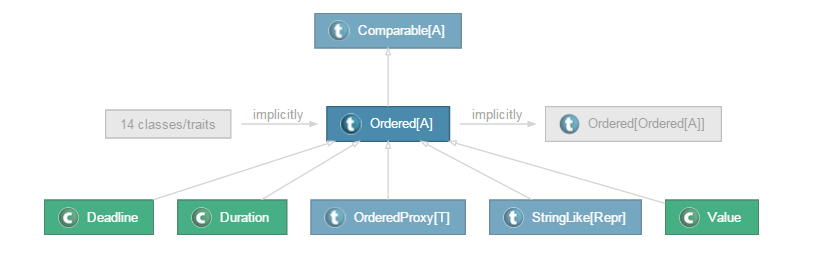 t Comparable[A]
14 classes/traits
implicitly
t Ordered[A]
implicitly
t Ordered[Ordered[A]]
C Deadline
C Duration
t OrderedProxy[T]
t StringLike[Repr]
C Value